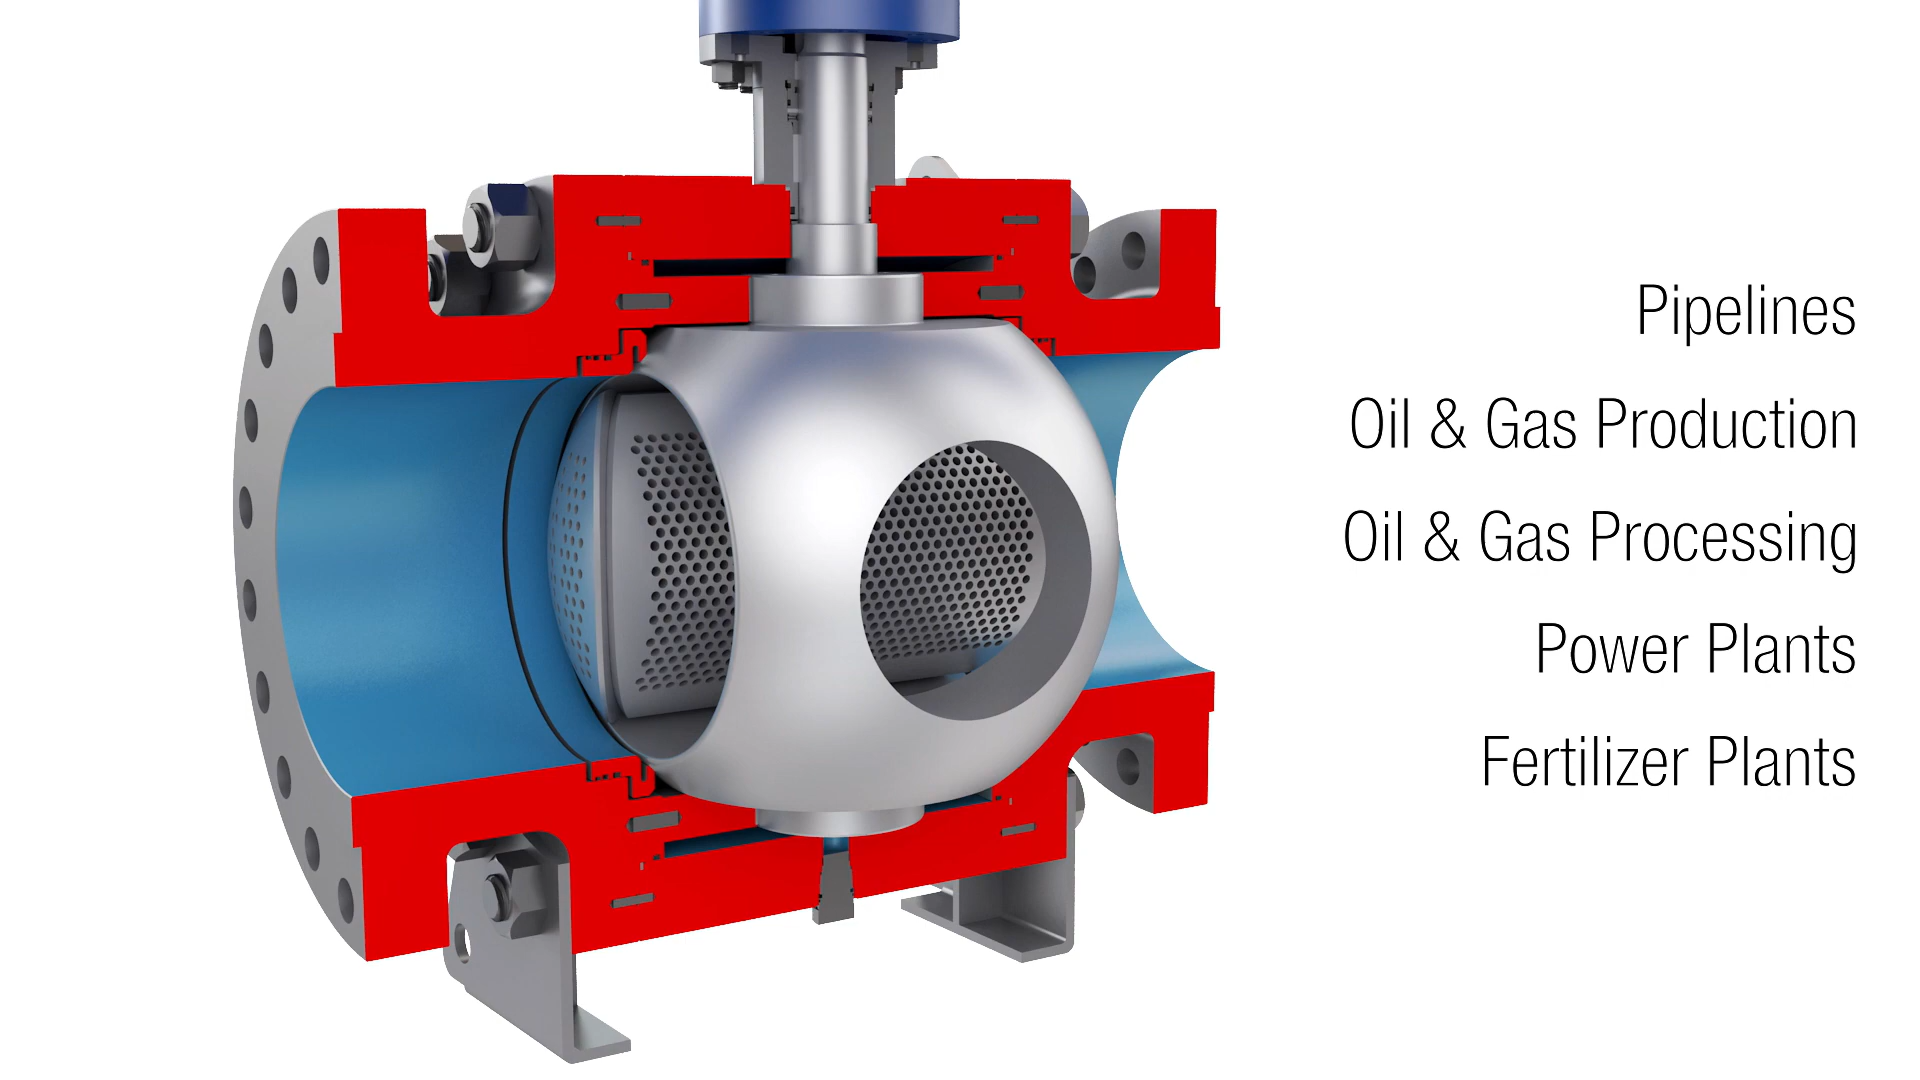 Pipelines
Oil & Gas Production
Oil & Gas Processing
Power Plants
Fertilizer Plants